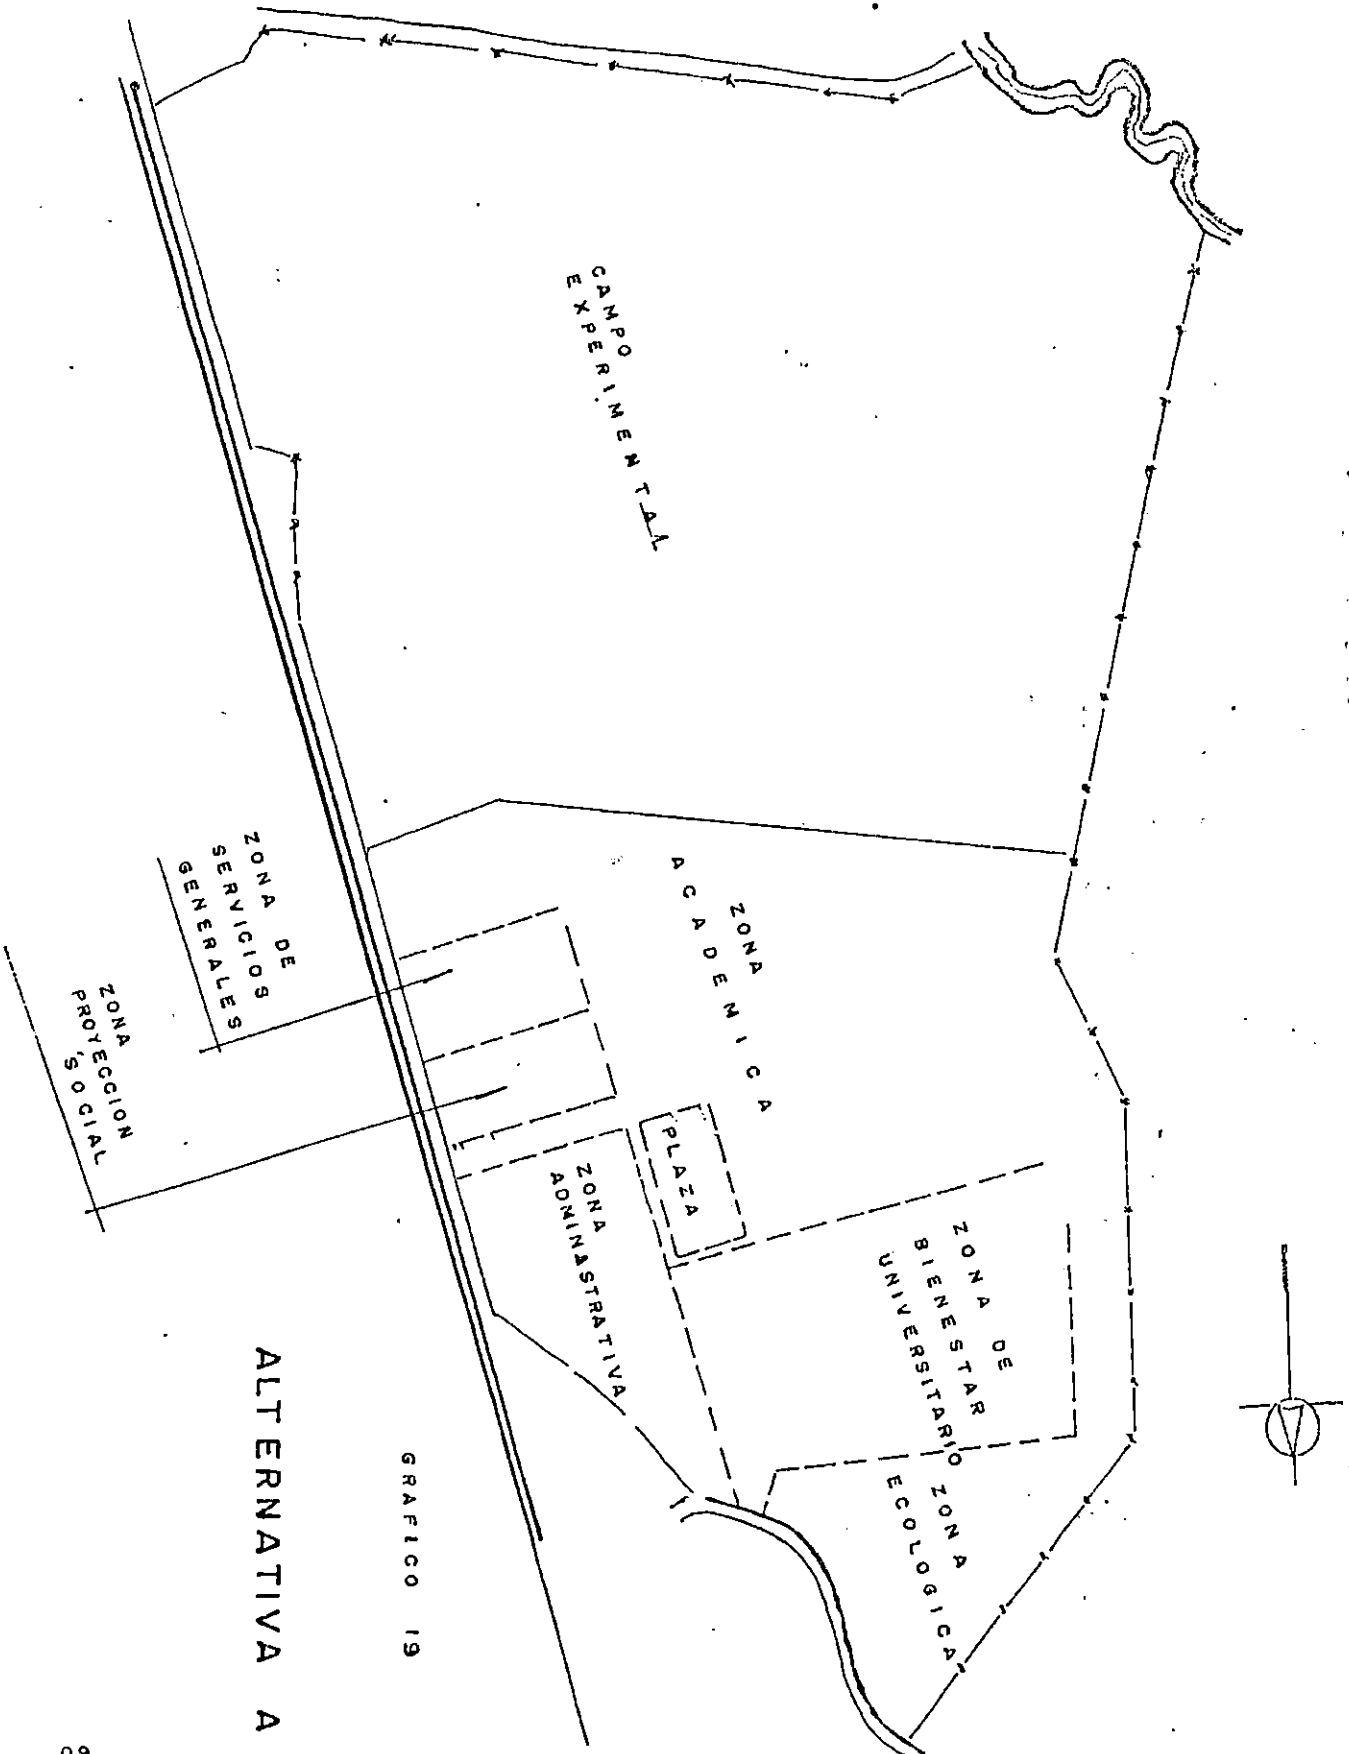 CAMPO
EXPERIMENTAL
ZONA
ACADEMICA
ZONA DE
SERVICIOS
GENERALES
ZONA
PROYECCION
SOCIAL
PLAZA
ZONA
ADMINASTRATIVA
ZONA DE
BIENESTAR
UNIVERSITARIO
ZONA
ECOLOGICA
GRAFICO 19
ALTERNATIVA A